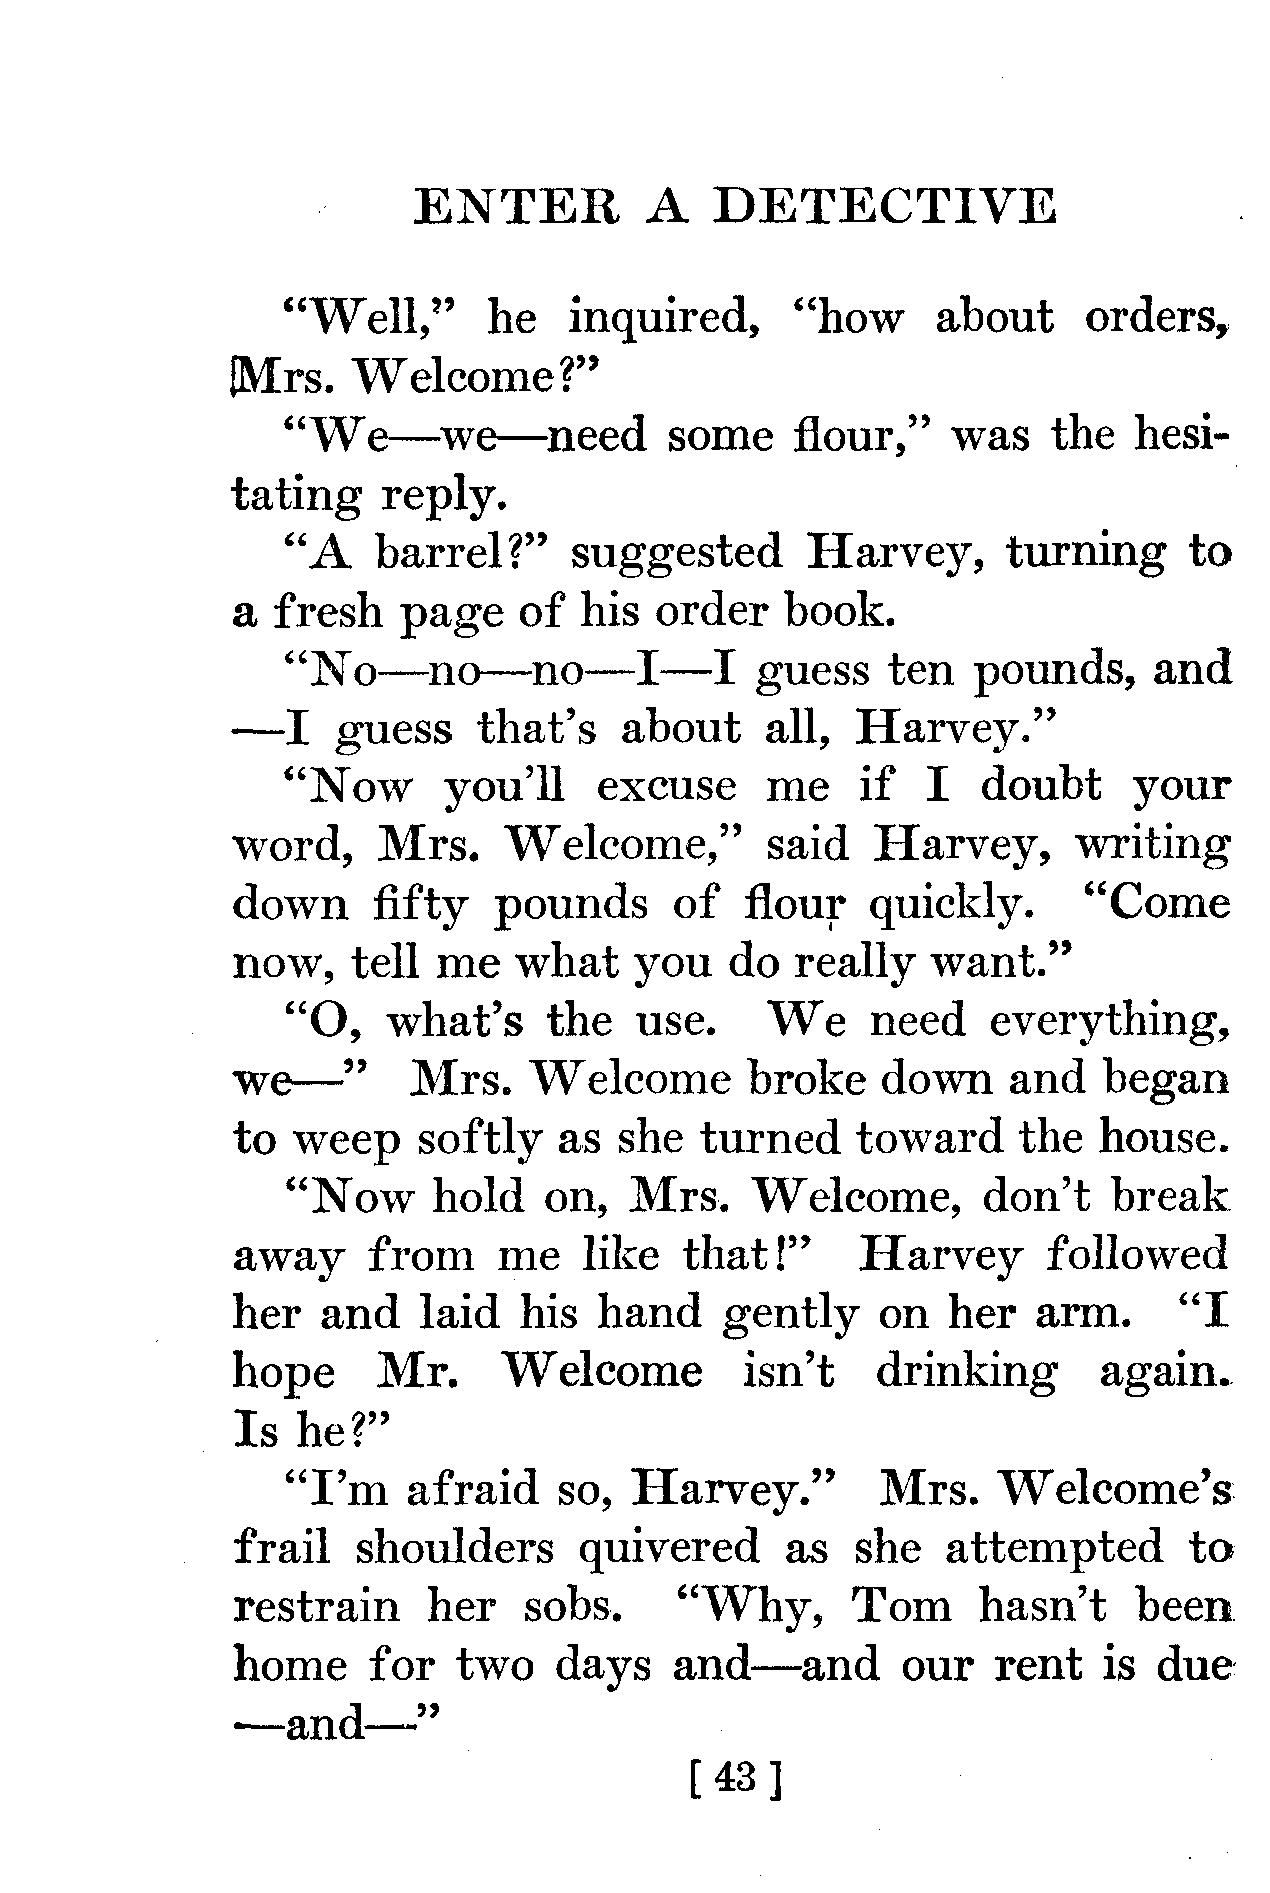 ENTER A DETECTIVE
“Well,” he inquired, “how about orders,
Mrs. Welcome?”
“We—we—need some flour,” was the hesi-
tating reply.
“A barrel?” suggested Harvey, turning to
a fresh page of his order book.
“No—no—no—I—I guess ten pounds, and
—I guess that’s about all, Harvey.”
“Now you’ll excuse me if I doubt your
word, Mrs. Welcome,” said Harvey, writing
down fifty pounds of flour quickly. “Come
now, tell me what you do really want.”
“O, what’s the use. We need everything,
we—” Mrs. Welcome broke down and began
to weep softly as she turned toward the house.
“Now hold on, Mrs. Welcome, don’t break
away from me like that!” Harvey followed
her and laid his hand gently on her arm. “I
hope Mr. Welcome isn’t drinking again.
Is he?”
“I’m afraid so, Harvey.” Mrs. Welcome’s
frail shoulders quivered as she attempted to
restrain her sobs. “Why, Tom hasn’t been
home for two days and—and our rent is due
—and—”
[ 43 ]